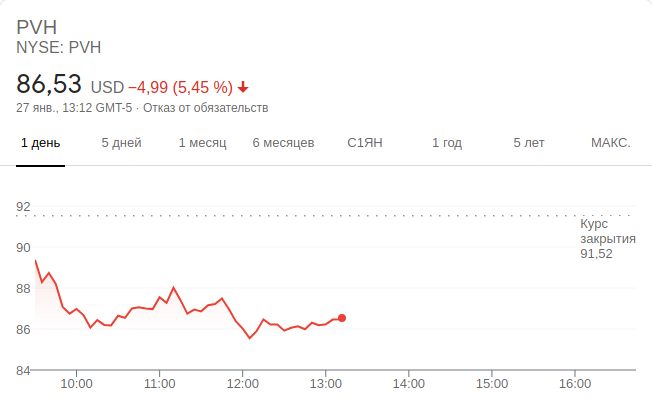 PVH
NYSE: PVH
86,53 USD −4,99 (5,45 %)
27 янв., 13:12 GMT-5 · Отказ от обязательств
1 день 5 дней 1 месяц 6 месяцев С1ЯН 1 год 5 лет МАКС.
92
Курс
закрытия
91,52
90
88
86
84
10:00 11:00 12:00 13:00 14:00 15:00 16:00